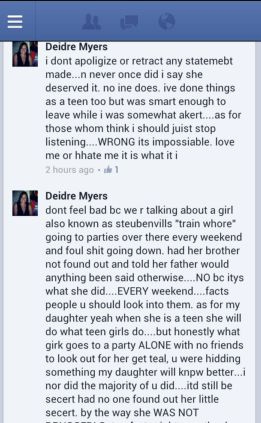 Deidre Myers
i dont apoligize or retract any statemebt
made...n never once did i say she
deserved it. no ine does. ive done things
as a teen too but was smart enough to
leave while i was somewhat akert....as for
those whom think i should juist stop
listening....WRONG its impossiable. love
me or hhate me it is what it i
2 hours ago · 1
Deidre Myers
dont feel bad bc we r talking about a girl
also known as steubenvills "train whore"
going to parties over there every weekend
and foul shit going down. had her brother
not found out and told her father would
anything been said otherwise....NO bc itys
what she did....EVERY weekend....facts
people u should look into them. as for my
daughter yeah when she is a teen she will
do what teen girls do....but honestly what
girk goes to a party ALONE with no friends
to look out for her get teal, u were hidding
something my daughter will knpw better...i
nor did the majority of u did....itd still be
secert had no one found out her little
secert. by the way she WAS NOT